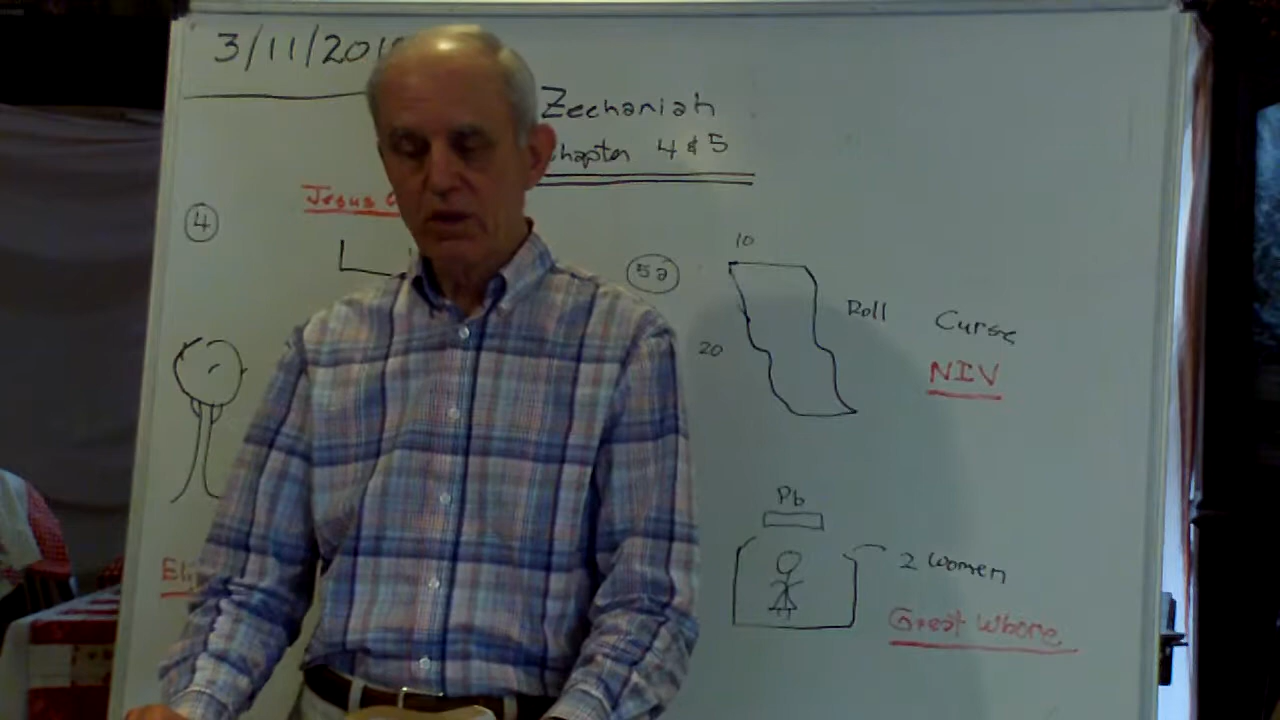 3/11/201
Zechariah
Chapter 4 & 5
Jesus
4
5a
10
20
Roll
Curse
NIV
Pb
2 women
Great Whore